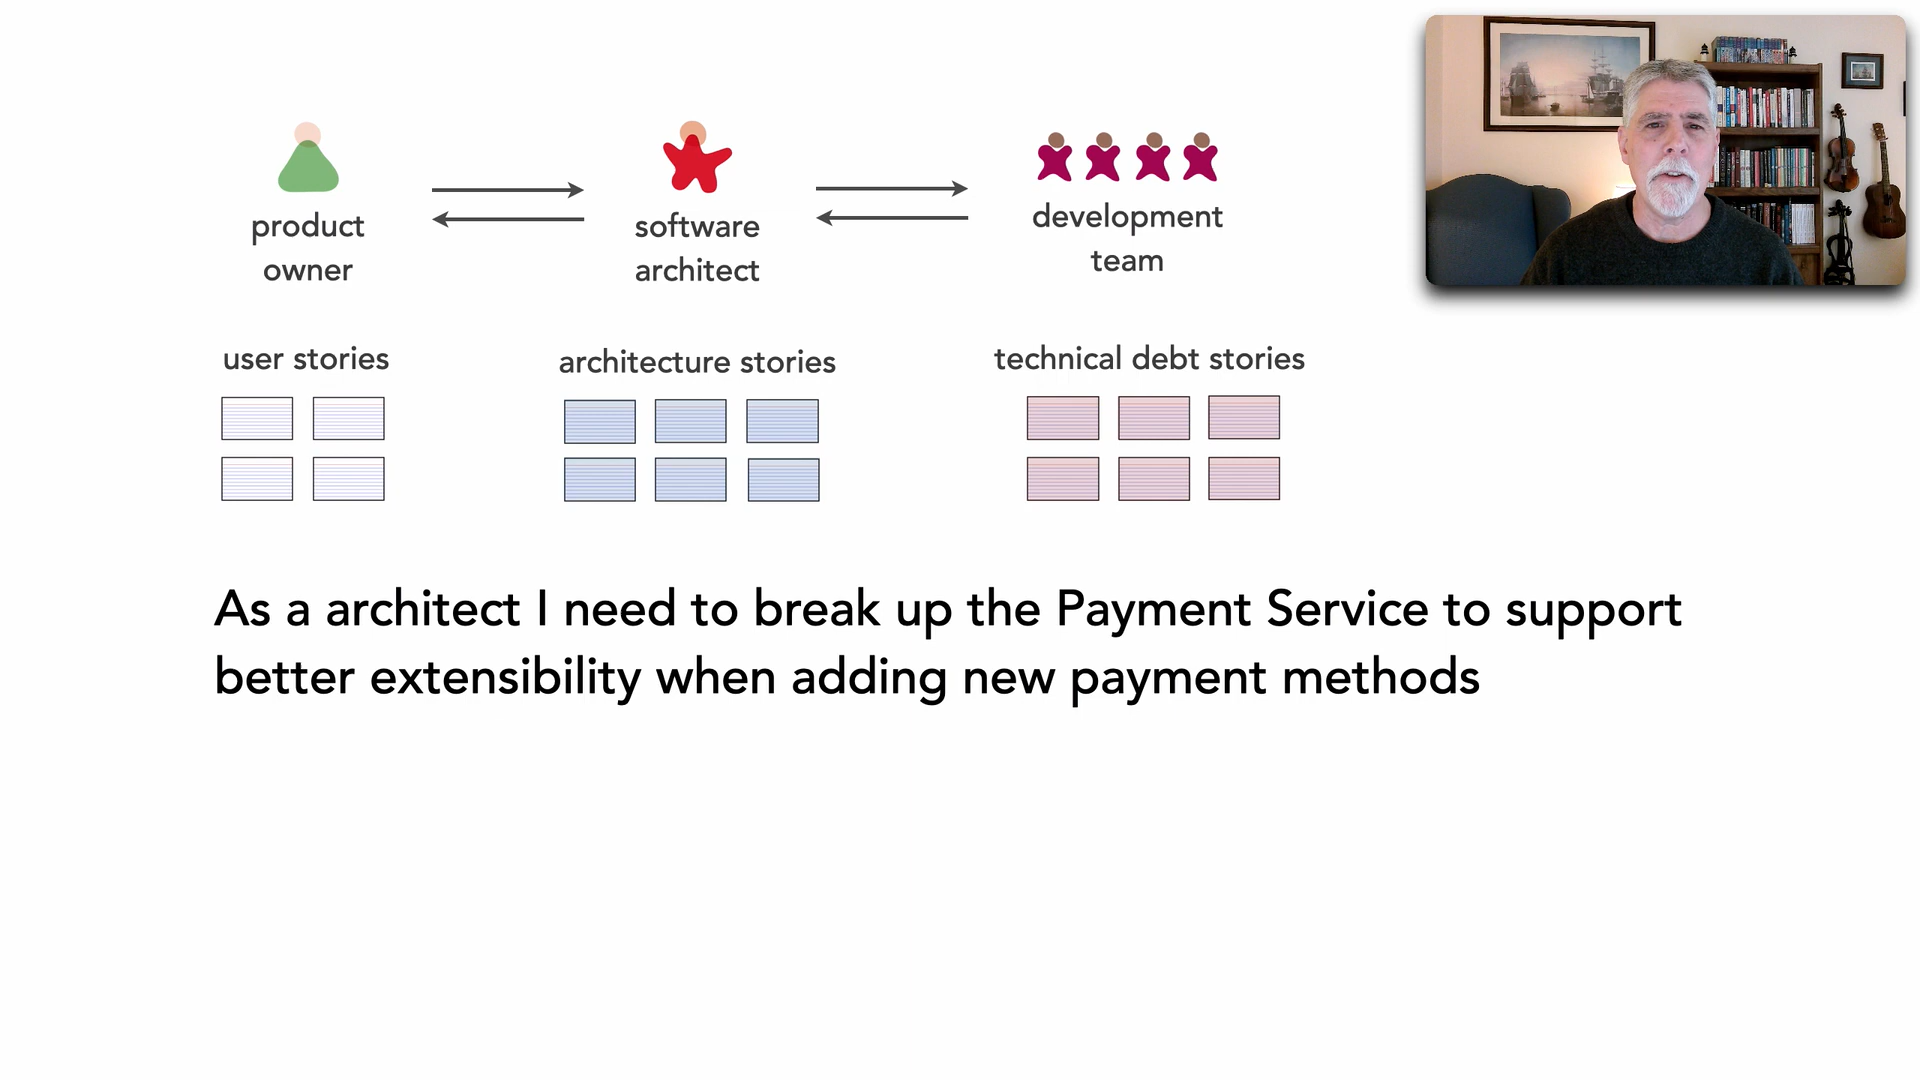 product
owner
software
architect
development
team
user stories
architecture stories
technical debt stories
As a architect I need to break up the Payment Service to support
better extensibility when adding new payment methods